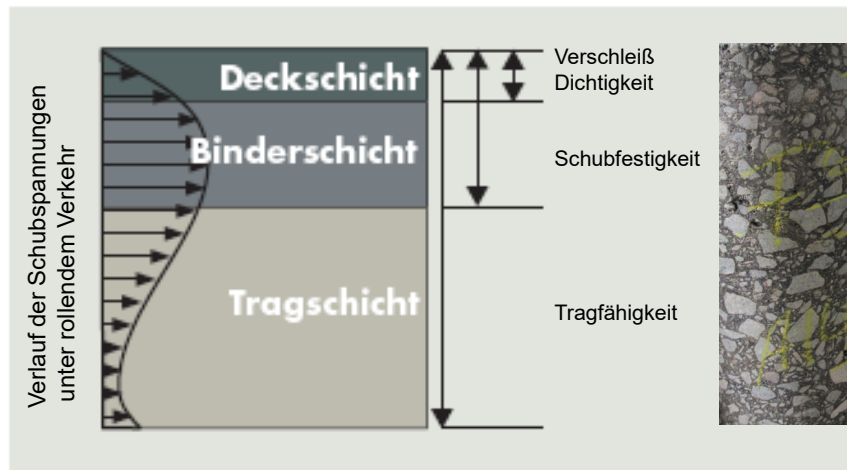 Verlauf der Schubspannungen
unter rollendem Verkehr
Deckschicht
Binderschicht
Tragschicht
Verschleiß
Dichtigkeit
Schubfestigkeit
Tragfähigkeit